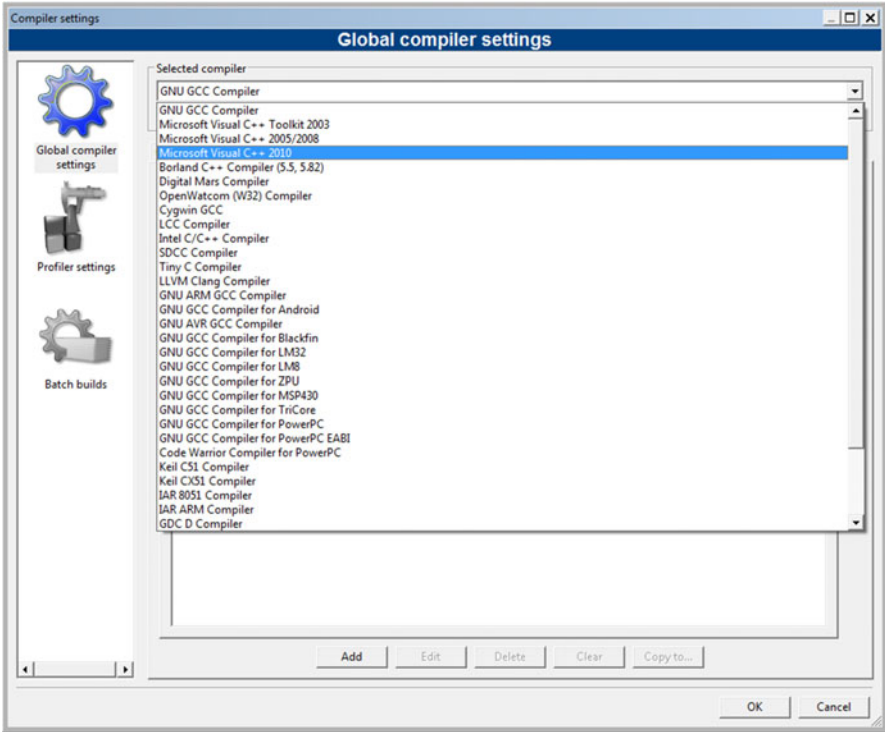 Compiler settings
Global compiler settings
Global compiler
settings
Profiler settings
Batch builds
Selected compiler
GNU GCC Compiler
GNU GCC Compiler
Microsoft Visual C++ Toolkit 2003
Microsoft Visual C++ 2005/2008
Microsoft Visual C++ 2010
Borland C++ Compiler (5.5, 5.82)
Digital Mars Compiler
OpenWatcom (W32) Compiler
Cygwin GCC
LCC Compiler
Intel C/C++ Compiler
SDCC Compiler
Tiny C Compiler
LLVM Clang Compiler
GNU ARM GCC Compiler
GNU GCC Compiler for Android
GNU AVR GCC Compiler
GNU GCC Compiler for Blackfin
GNU GCC Compiler for LM32
GNU GCC Compiler for LM8
GNU GCC Compiler for ZPU
GNU GCC Compiler for MSP430
GNU GCC Compiler for TriCore
GNU GCC Compiler for PowerPC
GNU GCC Compiler for PowerPC EABI
Code Warrior Compiler for PowerPC
Keil C51 Compiler
Keil CX51 Compiler
IAR 8051 Compiler
IAR ARM Compiler
GDC D Compiler
Add Edit Delete Clear Copy to...
OK Cancel